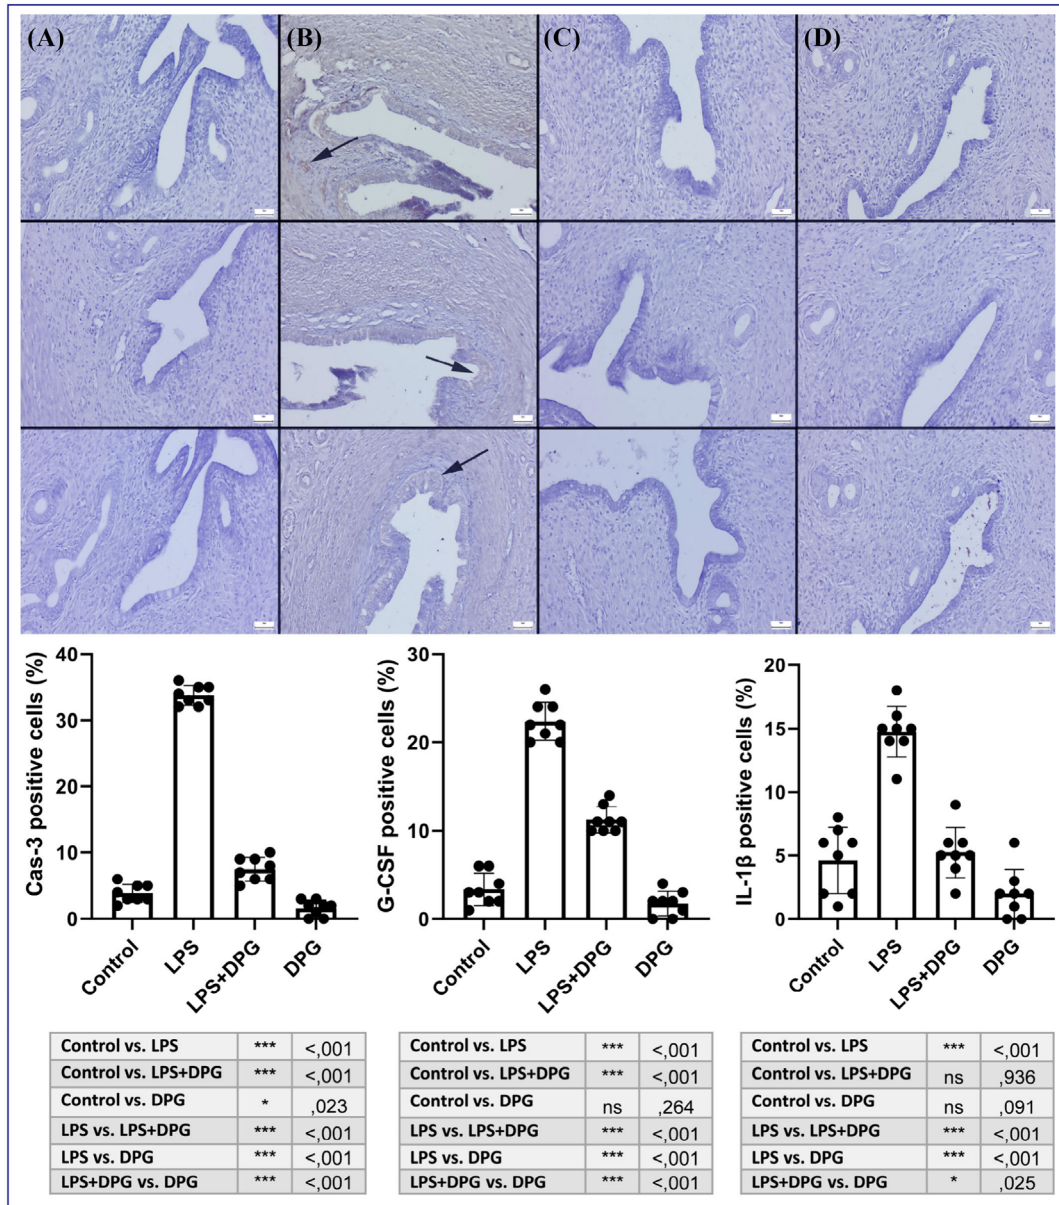 (A) (B) (C) (D)
Cas-3 positive cells (%)
40
30
20
10
0
Control LPS LPS+DPG DPG
G-CSF positive cells (%)
30
20
10
0
Control LPS LPS+DPG DPG
IL-1β positive cells (%)
20
15
10
5
0
Control LPS LPS+DPG DPG
Control vs. LPS *** <,001
Control vs. LPS+DPG *** <,001
Control vs. DPG * ,023
LPS vs. LPS+DPG *** <,001
LPS vs. DPG *** <,001
LPS+DPG vs. DPG *** <,001
Control vs. LPS *** <,001
Control vs. LPS+DPG *** <,001
Control vs. DPG ns ,264
LPS vs. LPS+DPG *** <,001
LPS vs. DPG *** <,001
LPS+DPG vs. DPG *** <,001
Control vs. LPS *** <,001
Control vs. LPS+DPG ns ,936
Control vs. DPG ns ,091
LPS vs. LPS+DPG *** <,001
LPS vs. DPG *** <,001
LPS+DPG vs. DPG * ,025